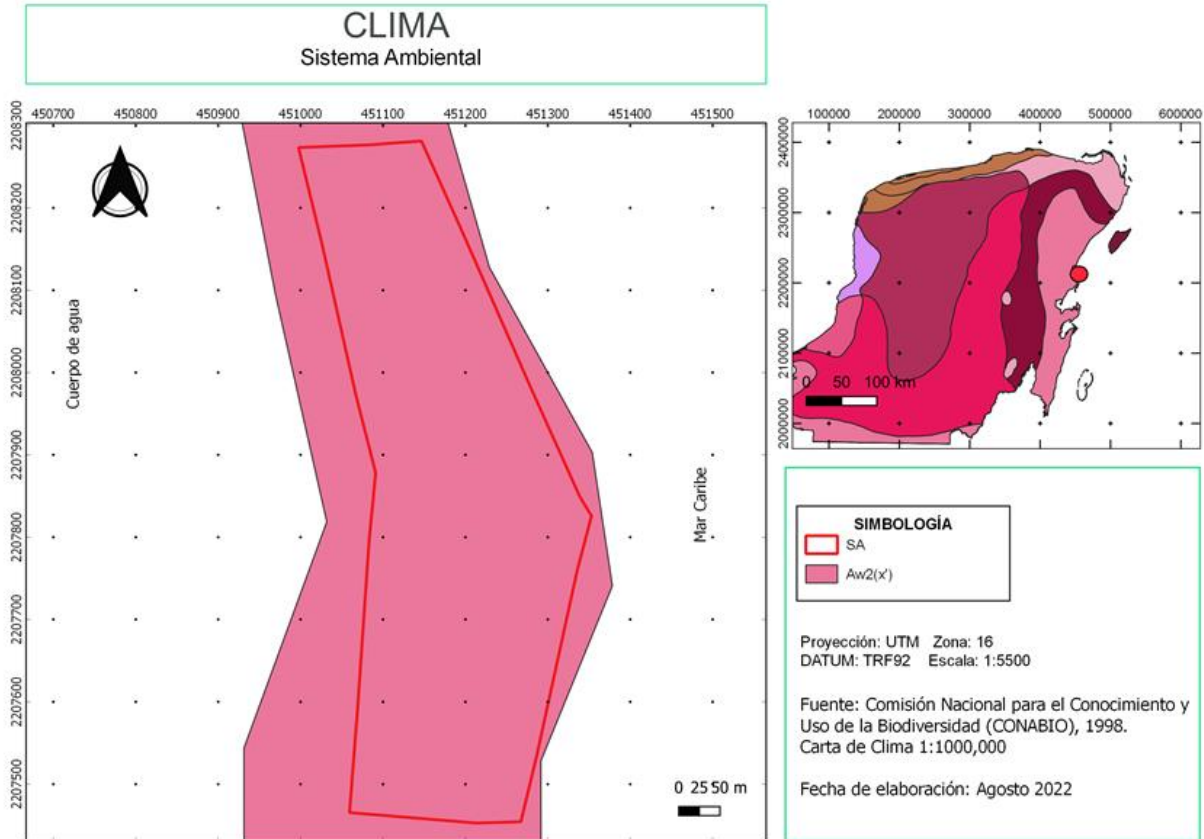 CLIMA
Sistema Ambiental
450700 450800 450900 451000 451100 451200 451300 451400 451500
2208300
2208200
2208100
2208000
2207900
2207800
2207700
2207600
2207500
Cuerpo de agua
Mar Caribe
0 25 50 m
100000 200000 300000 400000 500000 600000
2400000
2300000
2200000
2100000
2000000
0 50 100 km
SIMBOLOGÍA
SA
Aw2(x')
Proyección: UTM Zona: 16
DATUM: TRF92 Escala: 1:5500
Fuente: Comisión Nacional para el Conocimiento y
Uso de la Biodiversidad (CONABIO), 1998.
Carta de Clima 1:1000,000
Fecha de elaboración: Agosto 2022